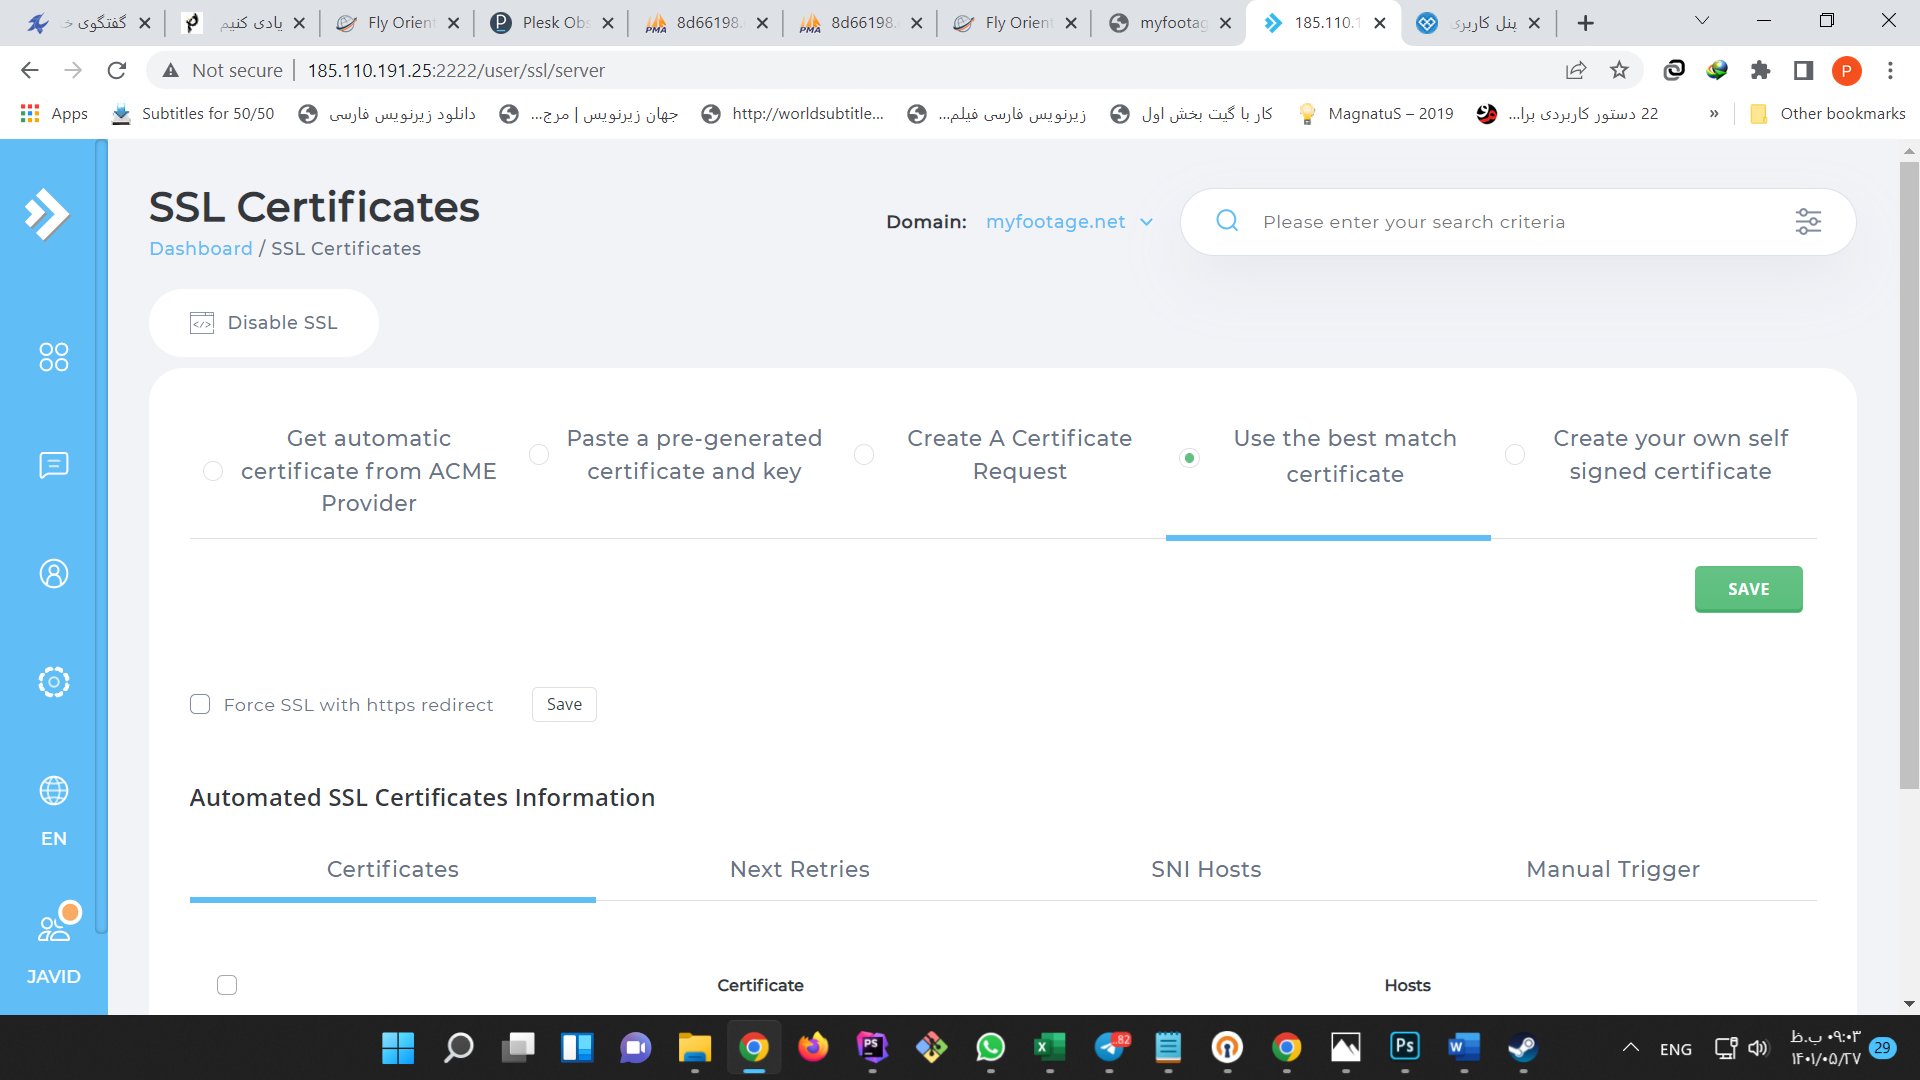 گفتگوی خ
یادی کنیم
Fly Orien
Plesk Obs
8d66198.
8d66198.
Fly Orien
myfootag
185.110.1
پنل کاربری
Not secure
185.110.191.25:2222/user/ssl/server
P
Apps
Subtitles for 50/50
دانلود زیرنویس فارسی
جهان زیرنویس | مرج...
http://worldsubtitle...
زیرنویس فارسی فیلم...
کار با گیت بخش اول
MagnatuS – 2019
22 دستور کاربردی برا...
»
Other bookmarks
SSL Certificates
Dashboard / SSL Certificates
Domain: myfootage.net
Please enter your search criteria
Disable SSL
Get automatic
certificate from ACME
Provider
Paste a pre-generated
certificate and key
Create A Certificate
Request
Use the best match
certificate
Create your own self
signed certificate
SAVE
Force SSL with https redirect
Save
Automated SSL Certificates Information
EN
JAVID
Certificates
Next Retries
SNI Hosts
Manual Trigger
Certificate
Hosts
82
ENG
۰۹:۰۳ ب.ظ
۱۴۰۱/۰۵/۲۷
29